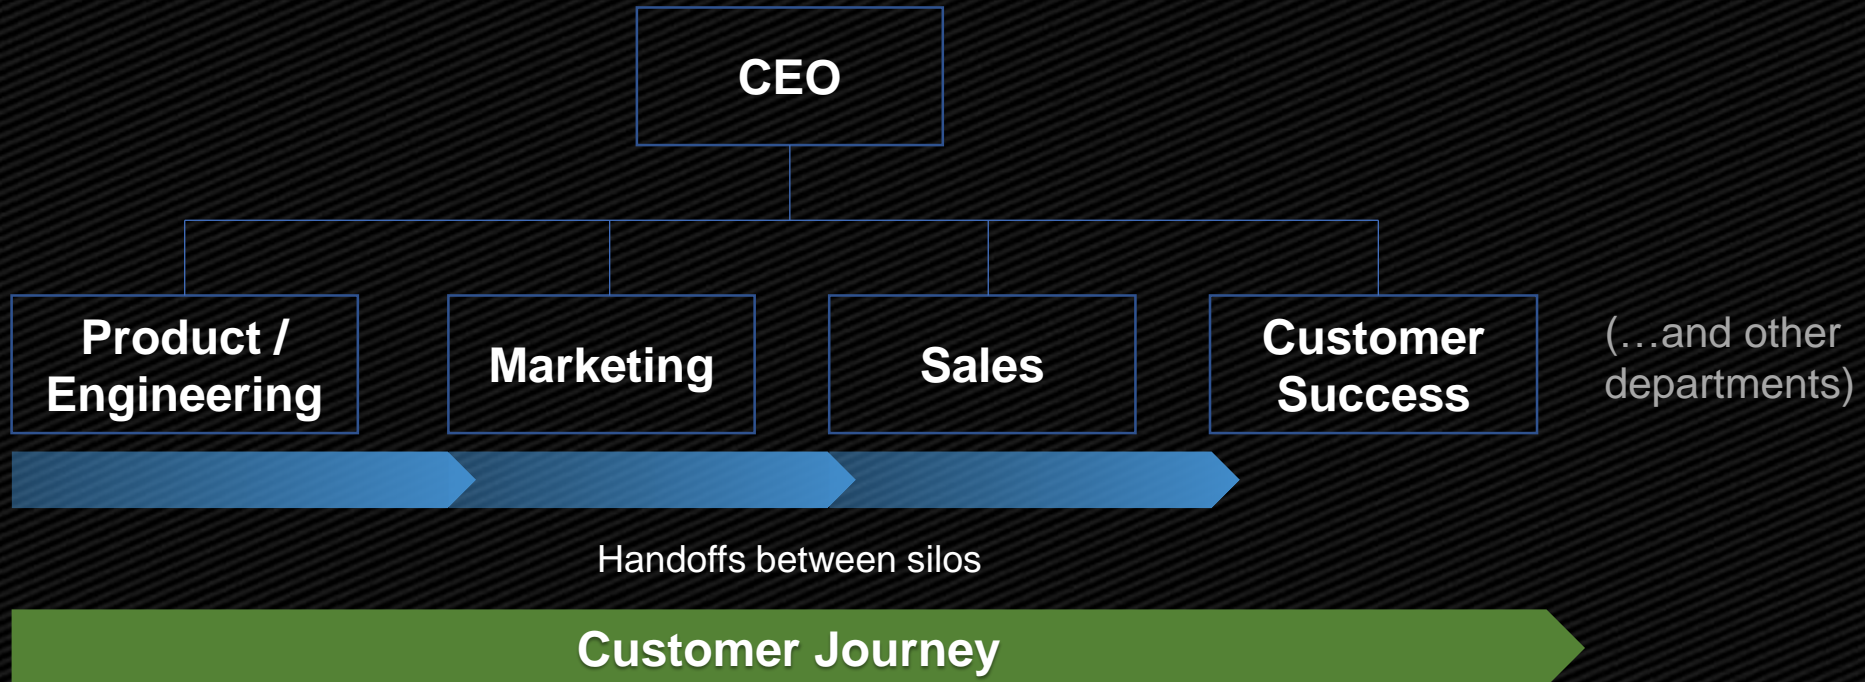 CEO
Product /
Engineering
Marketing
Sales
Customer
Success
(…and other
departments)
Handoffs between silos
Customer Journey